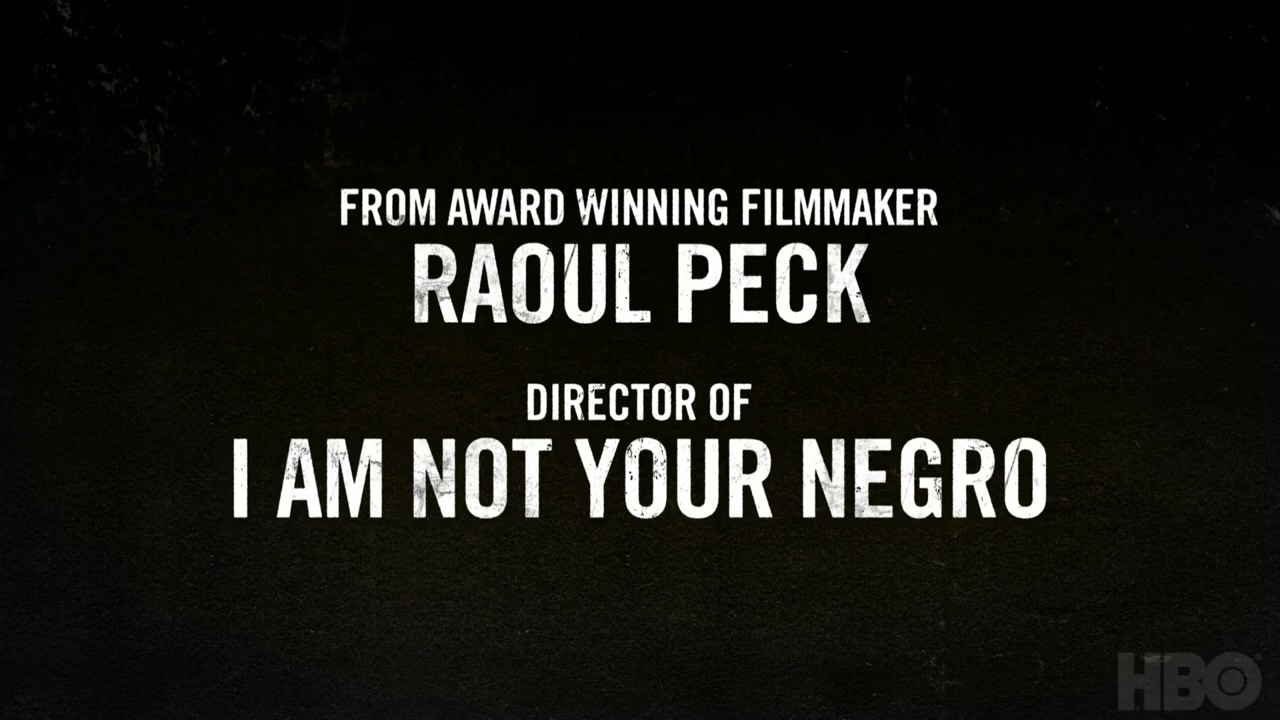 FROM AWARD WINNING FILMMAKER
RAOUL PECK
DIRECTOR OF
I AM NOT YOUR NEGRO
HBO